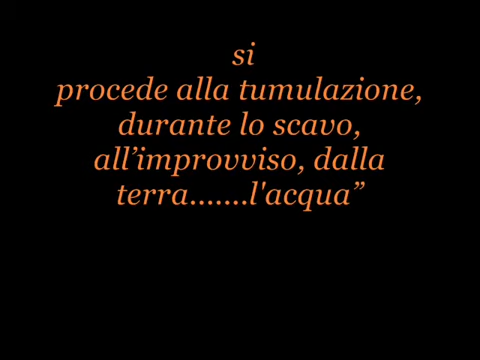 si
procede alla tumulazione,
durante lo scavo,
all’improvviso, dalla
terra.......l'acqua”